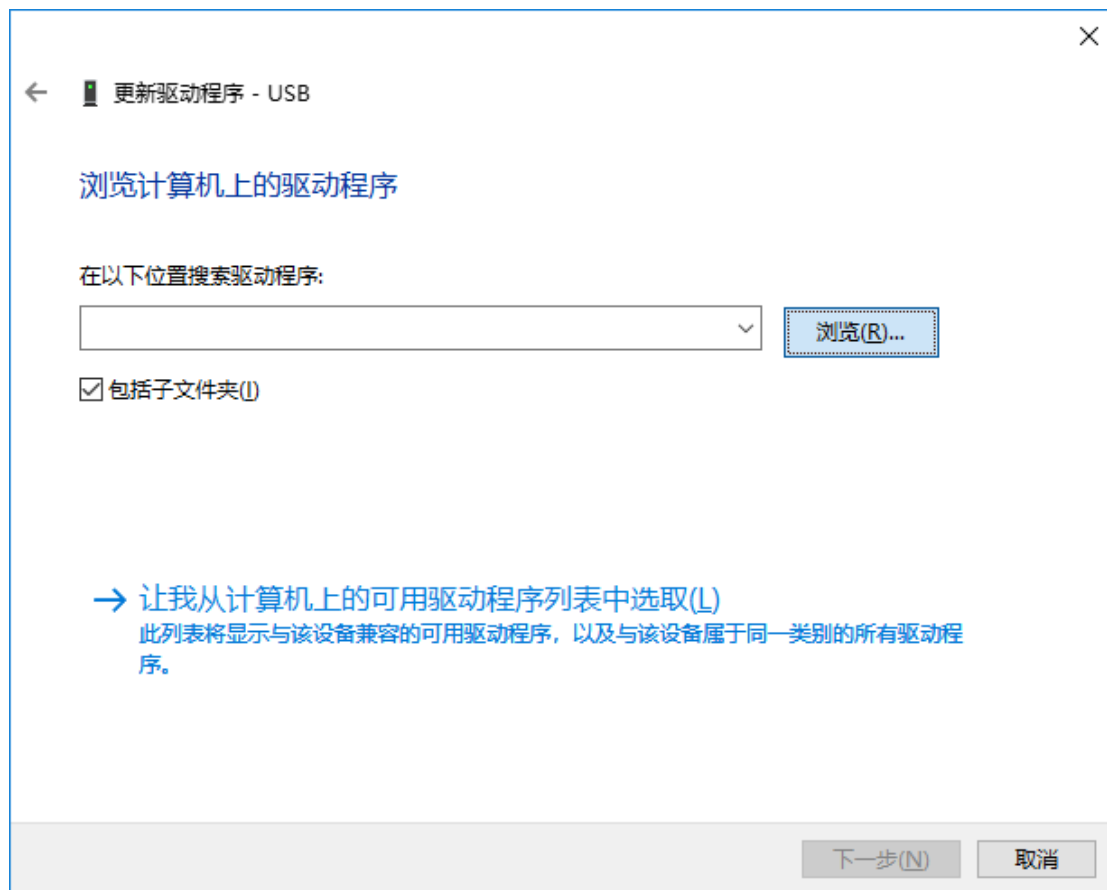 更新驱动程序 - USB
浏览计算机上的驱动程序
在以下位置搜索驱动程序:
浏览(R)...
包括子文件夹(I)
让我从计算机上的可用驱动程序列表中选取(L)
此列表将显示与该设备兼容的可用驱动程序，以及与该设备属于同一类别的所有驱动程
序。
下一步(N)
取消